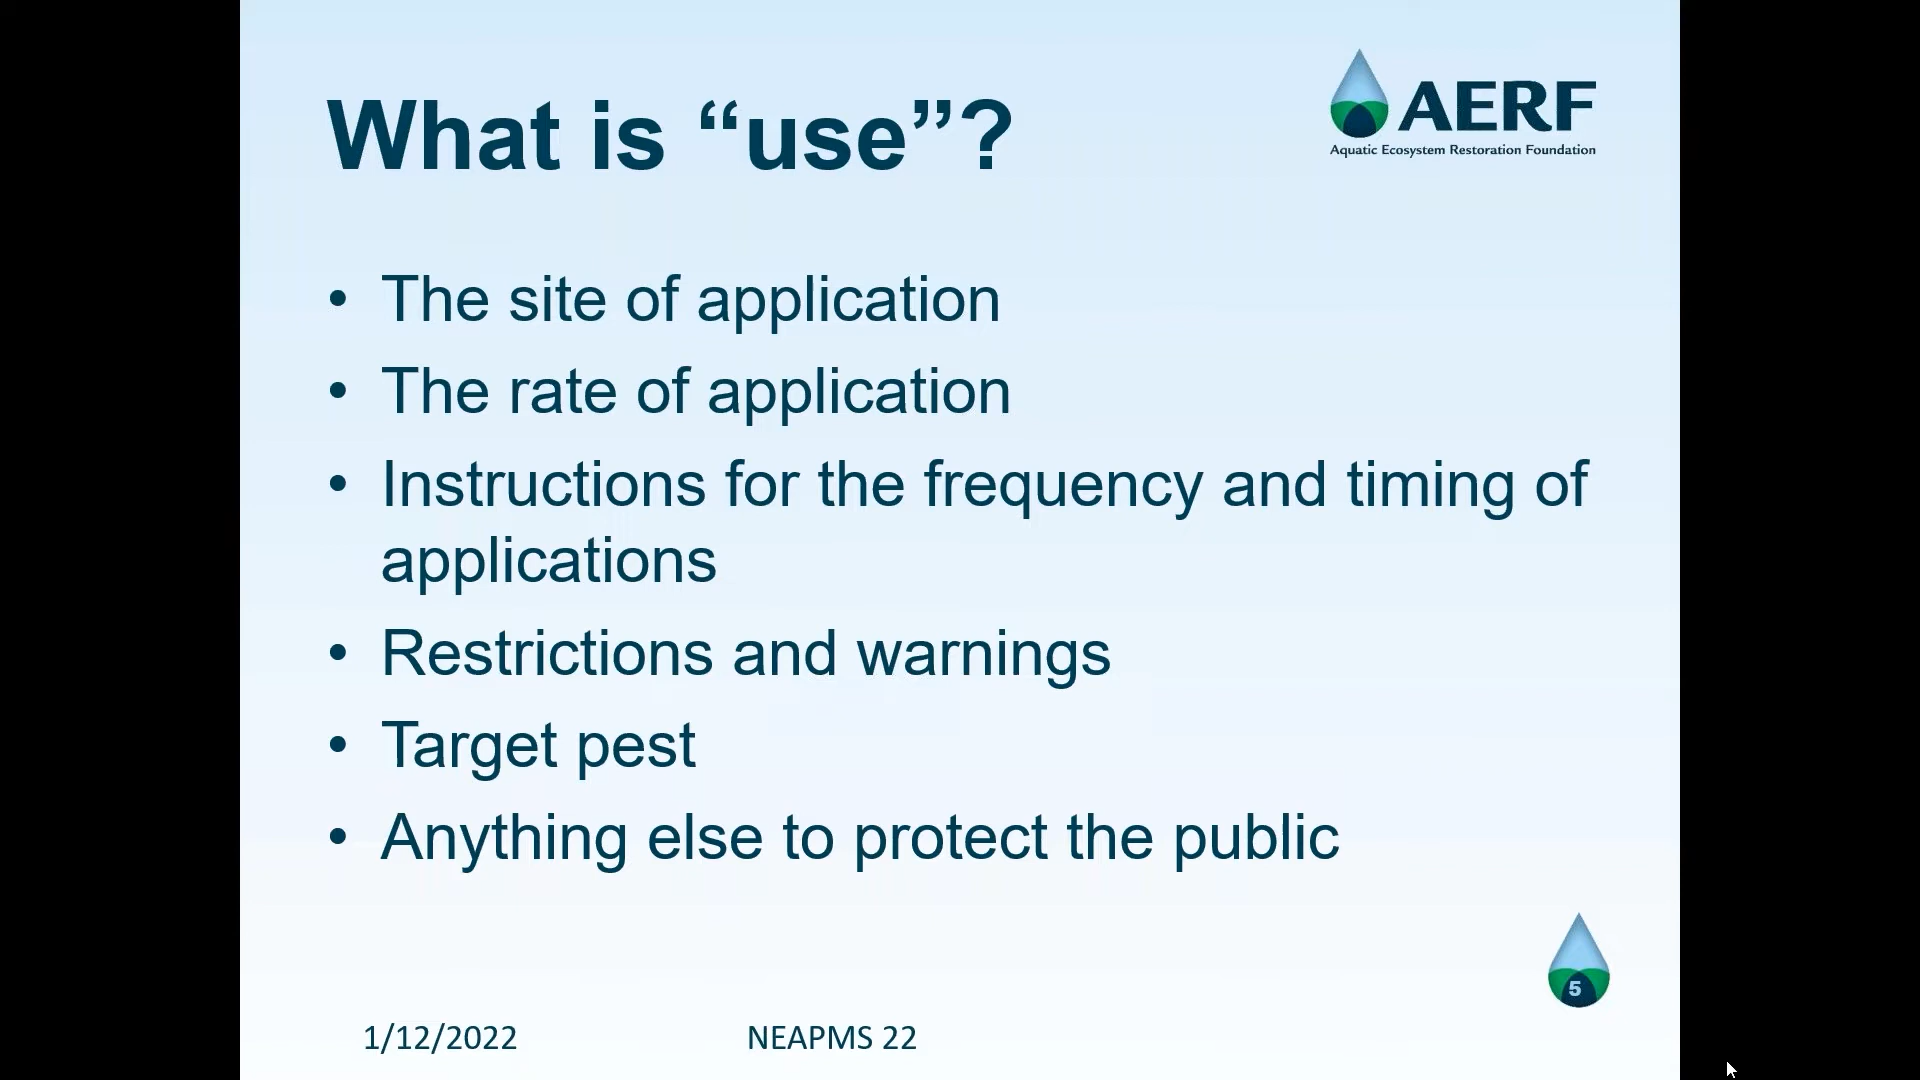 What is “use”?
AERF
Aquatic Ecosystem Restoration Foundation
• The site of application
• The rate of application
• Instructions for the frequency and timing of
applications
• Restrictions and warnings
• Target pest
• Anything else to protect the public
5
1/12/2022
NEAPMS 22